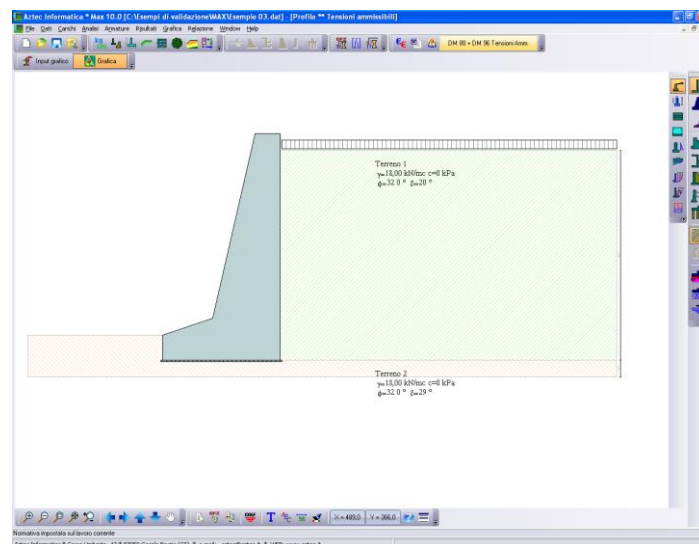 Aztec Informatica * Max 10.0 [C:\Esempi di validazione\MAX\Esempio 03.dat] - [Profilo ** Tensioni ammissibili]
File Dati Carichi Analisi Armature Risultati Grafica Relazione Window Help
DM 88 + DM 96 Tensioni Amm.
Input grafico Grafica
Terreno 1
γ=18,00 kN/mc c=0 kPa
ϕ=32.0 ° δ=20 °
Terreno 2
γ=18,00 kN/mc c=0 kPa
ϕ=32.0 ° δ=29 °
X = 489,0 Y = 366,0
Normativa impostata sul lavoro corrente